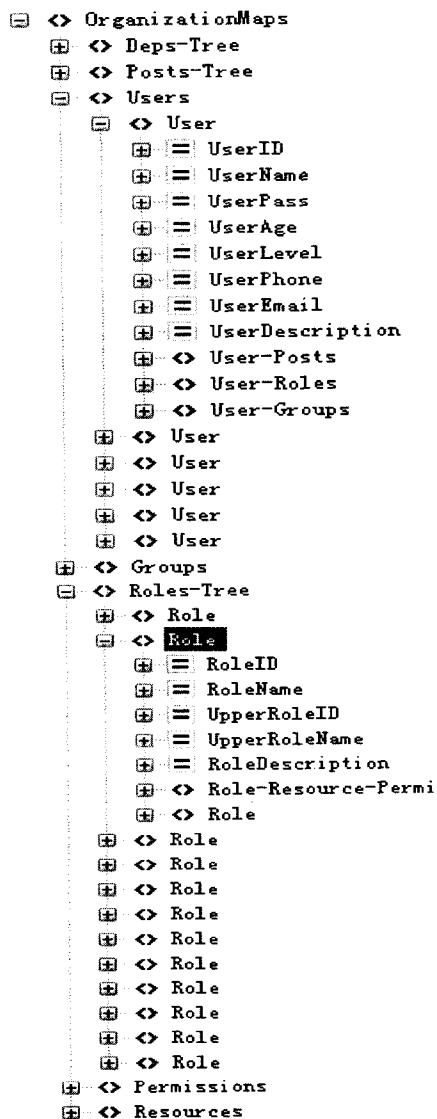 OrganizationMaps
Deps-Tree
Posts-Tree
Users
User
UserID
UserName
UserPass
UserAge
UserLevel
UserPhone
UserEmail
UserDescription
User-Posts
User-Roles
User-Groups
User
User
User
User
User
Groups
Roles-Tree
Role
Role
RoleID
RoleName
UpperRoleID
UpperRoleName
RoleDescription
Role-Resource-Permi
Role
Role
Role
Role
Role
Role
Role
Role
Role
Role
Role
Permissions
Resources